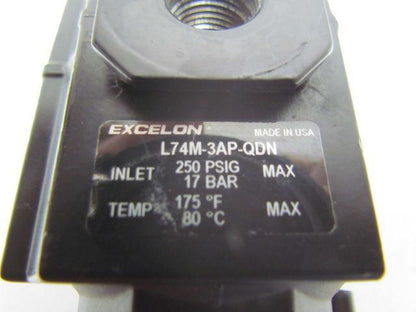 EXCELON MADE IN USA
L74M-3AP-QDN
INLET 250 PSIG MAX
17 BAR
TEMP 175 °F MAX
80 °C